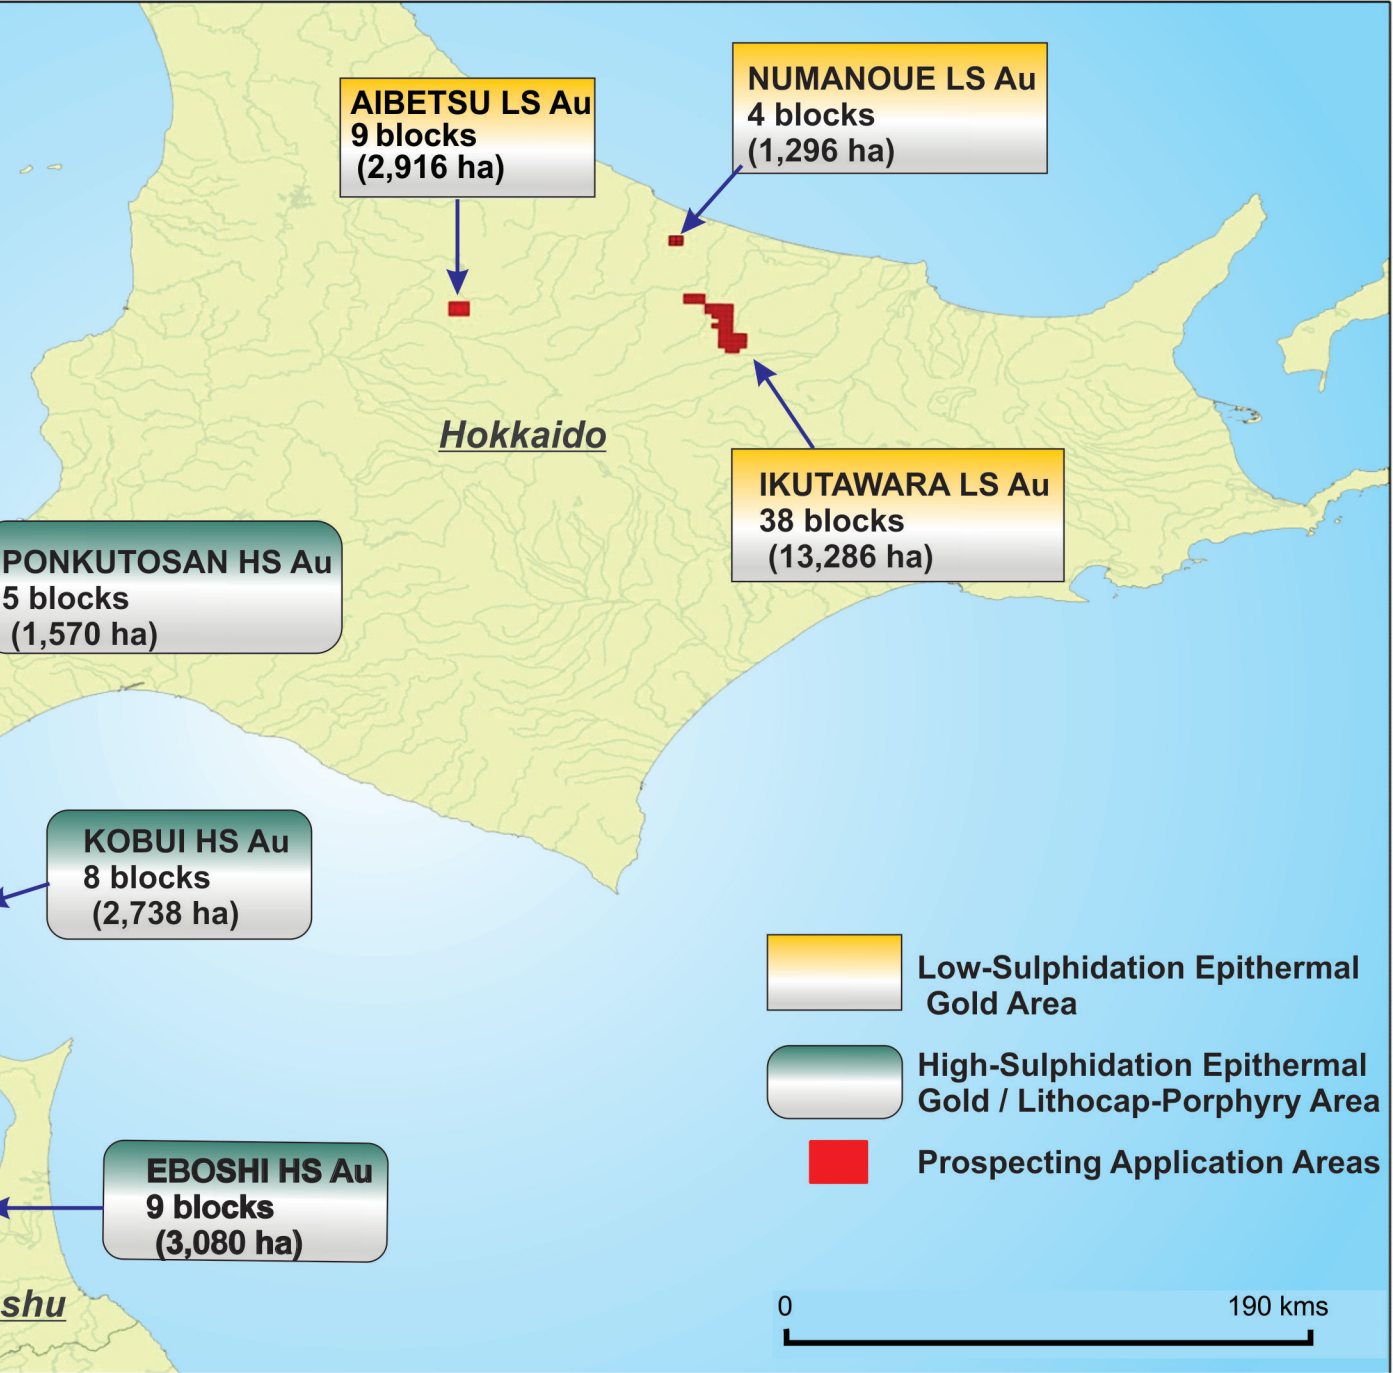 AIBETSU LS Au
9 blocks
(2,916 ha)
NUMANOUE LS Au
4 blocks
(1,296 ha)
Hokkaido
IKUTAWARA LS Au
38 blocks
(13,286 ha)
PONKUTOSAN HS Au
5 blocks
(1,570 ha)
KOBUI HS Au
8 blocks
(2,738 ha)
Low-Sulphidation Epithermal
Gold Area
High-Sulphidation Epithermal
Gold / Lithocap-Porphyry Area
Prospecting Application Areas
EBOSHI HS Au
9 blocks
(3,080 ha)
shu
0 190 kms